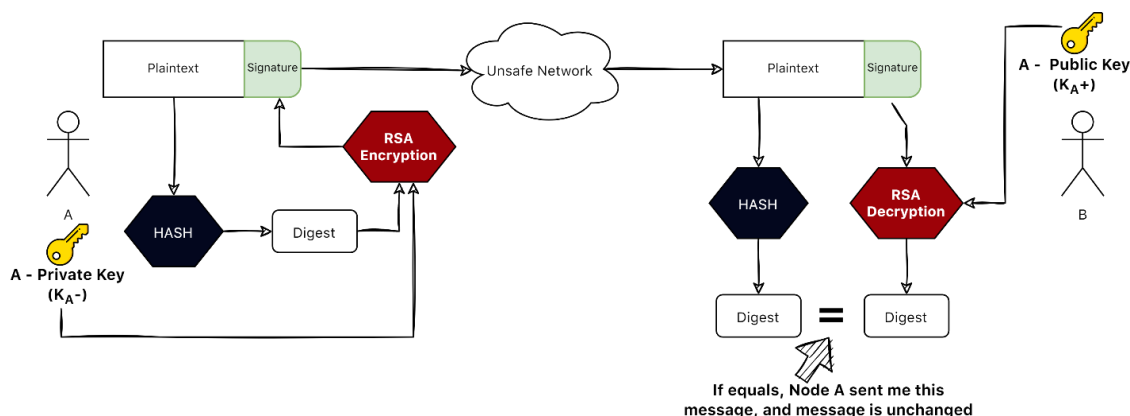 Plaintext
Signature
Unsafe Network
Plaintext
Signature
A - Public Key
(KA+)
RSA
Encryption
A
HASH
Digest
A - Private Key
(KA-)
HASH
RSA
Decryption
B
Digest
=
Digest
If equals, Node A sent me this
message, and message is unchanged